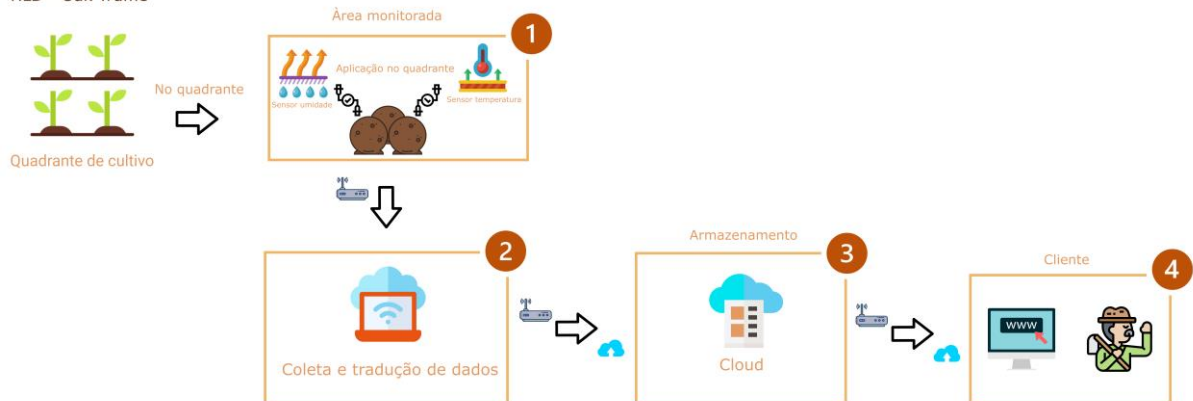 Àrea monitorada
1
Aplicação no quadrante
Sensor umidade
Sensor temperatura
No quadrante
Quadrante de cultivo
2
Coleta e tradução de dados
Armazenamento
3
Cloud
Cliente
4
WWW